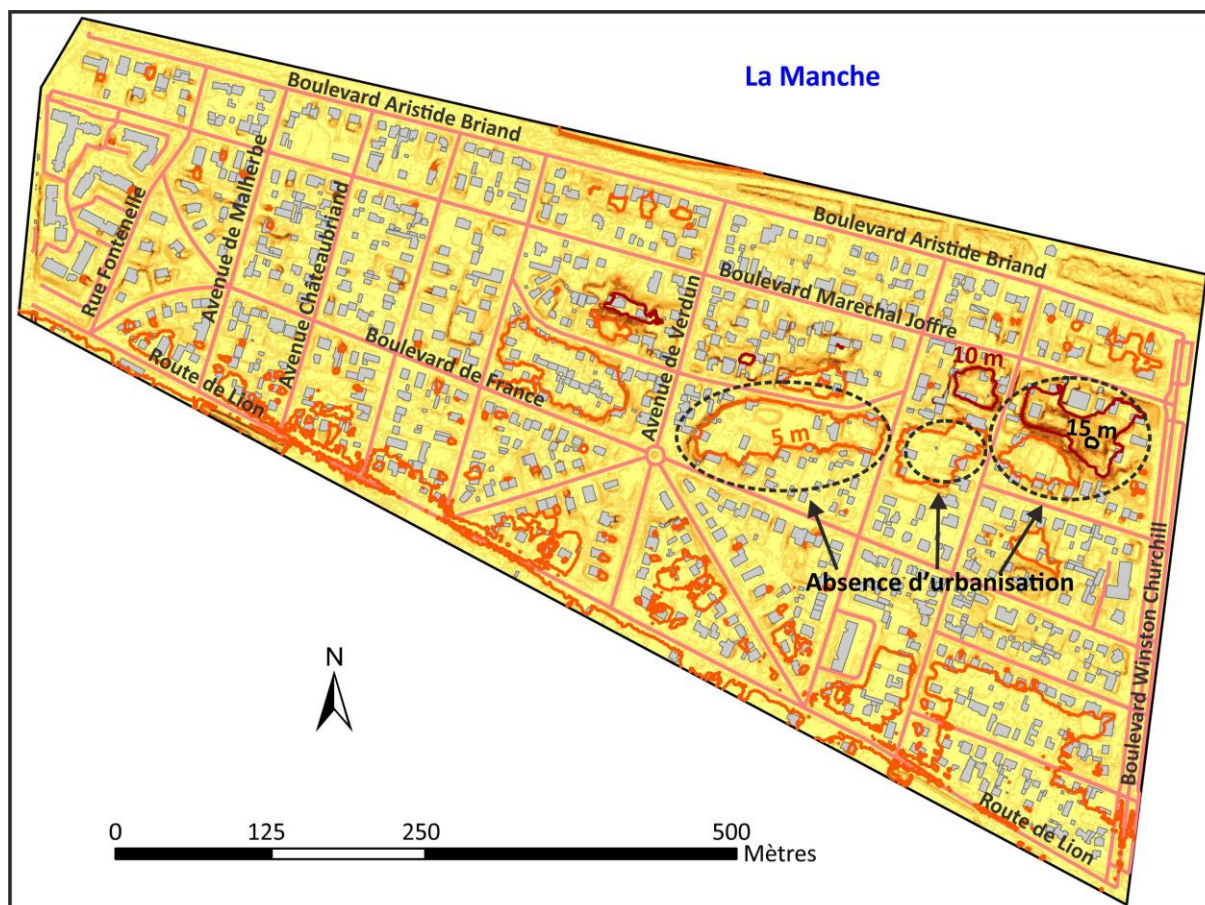 La Manche
Boulevard Aristide Briand
Boulevard Aristide Briand
Boulevard Marechal Joffre
Rue Fontenelle
Avenue de Malherbe
Avenue Châteaubriand
Boulevard de France
Avenue de Verdun
Route de Lion
10 m
15 m
5 m
Absence d'urbanisation
Boulevard Winston Churchill
Route de Lion
N
0 125 250 500
Mètres